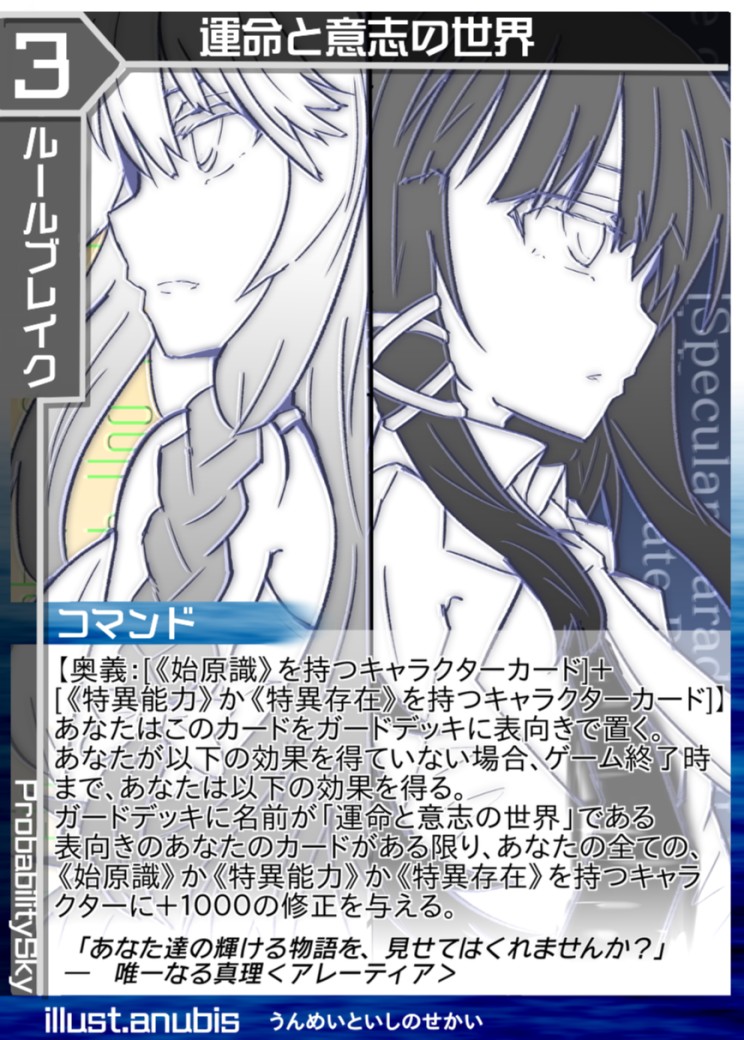 3
運命と意志の世界
ルールブレイク
[Specular
arad
ate
コマンド
【奥義:[《始原識》を持つキャラクターカード]+
[《特異能力》か《特異存在》を持つキャラクターカード]】
あなたはこのカードをガードデッキに表向きで置く。
あなたが以下の効果を得ていない場合、ゲーム終了時
まで、あなたは以下の効果を得る。
ガードデッキに名前が「運命と意志の世界」である
表向きのあなたのカードがある限り、あなたの全ての、
《始原識》か《特異能力》か《特異存在》を持つキャラ
クターに+1000の修正を与える。
「あなた達の輝ける物語を、見せてはくれませんか?」
― 唯一なる真理<アレーティア>
ProbabilitySky
illust.anubis うんめいといしのせかい